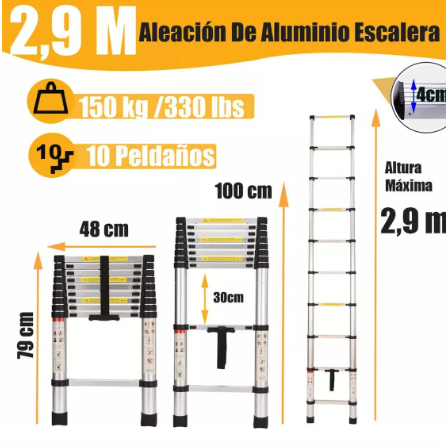 2,9 M Aleación De Aluminio Escalera
4cm
150 kg /330 lbs
10 10 Peldaños
Altura
Máxima
2,9 m
100 cm
48 cm
30cm
79 cm